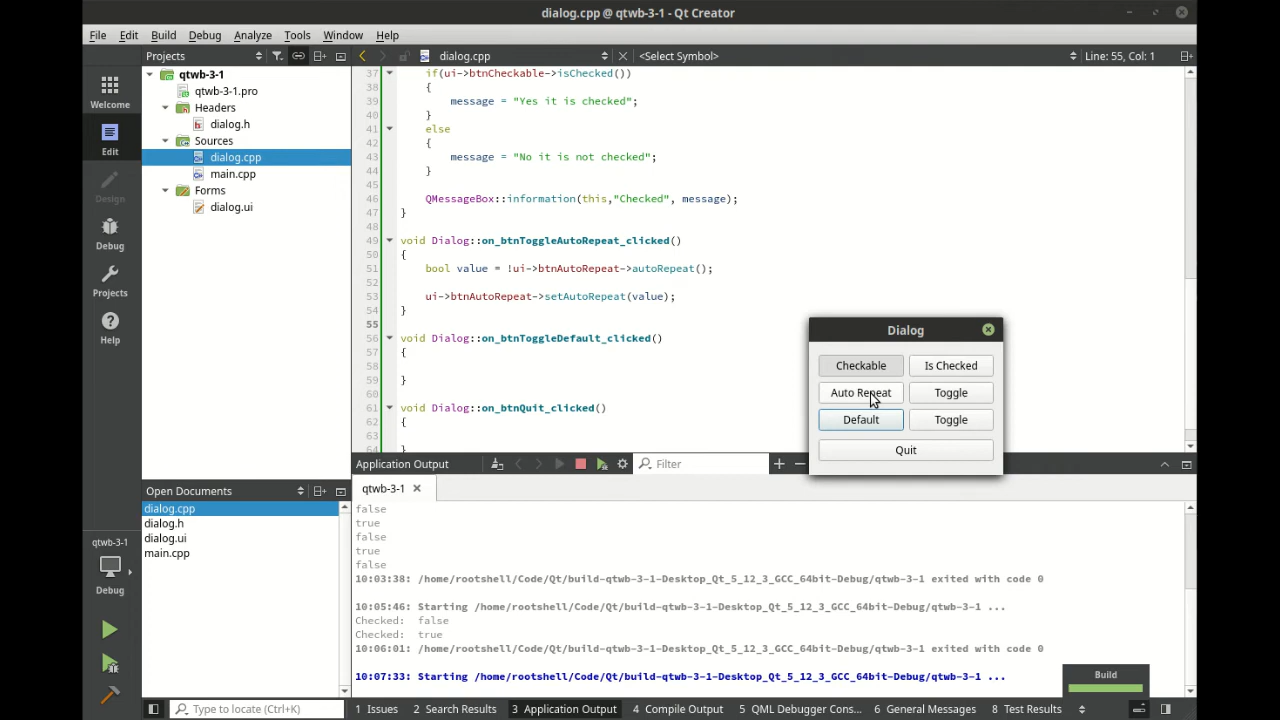 dialog.cpp @ qtwb-3-1 - Qt Creator
File Edit Build Debug Analyze Tools Window Help
Projects dialog.cpp <Select Symbol> Line: 55, Col: 1
Welcome
Edit
Design
Debug
Projects
Help
qtwb-3-1
Debug
qtwb-3-1
qtwb-3-1.pro
Headers
dialog.h
Sources
dialog.cpp
main.cpp
Forms
dialog.ui
Open Documents
dialog.cpp
dialog.h
dialog.ui
main.cpp
37 if(ui->btnCheckable->isChecked())
38 {
39 message = "Yes it is checked";
40 }
41 else
42 {
43 message = "No it is not checked";
44 }
45
46 QMessageBox::information(this,"Checked", message);
47 }
48
49 void Dialog::on_btnToggleAutoRepeat_clicked()
50 {
51 bool value = !ui->btnAutoRepeat->autoRepeat();
52
53 ui->btnAutoRepeat->setAutoRepeat(value);
54 }
55
56 void Dialog::on_btnToggleDefault_clicked()
57 {
58
59 }
60
61 void Dialog::on_btnQuit_clicked()
62 {
63
64 }
Dialog
Checkable Is Checked
Auto Repeat Toggle
Default Toggle
Quit
Application Output Filter
qtwb-3-1
false
true
false
true
false
10:03:38: /home/rootshell/Code/Qt/build-qtwb-3-1-Desktop_Qt_5_12_3_GCC_64bit-Debug/qtwb-3-1 exited with code 0
10:05:46: Starting /home/rootshell/Code/Qt/build-qtwb-3-1-Desktop_Qt_5_12_3_GCC_64bit-Debug/qtwb-3-1 ...
Checked: false
Checked: true
10:06:01: /home/rootshell/Code/Qt/build-qtwb-3-1-Desktop_Qt_5_12_3_GCC_64bit-Debug/qtwb-3-1 exited with code 0
10:07:33: Starting /home/rootshell/Code/Qt/build-qtwb-3-1-Desktop_Qt_5_12_3_GCC_64bit-Debug/qtwb-3-1 ...
Build
Type to locate (Ctrl+K) 1 Issues 2 Search Results 3 Application Output 4 Compile Output 5 QML Debugger Cons... 6 General Messages 8 Test Results